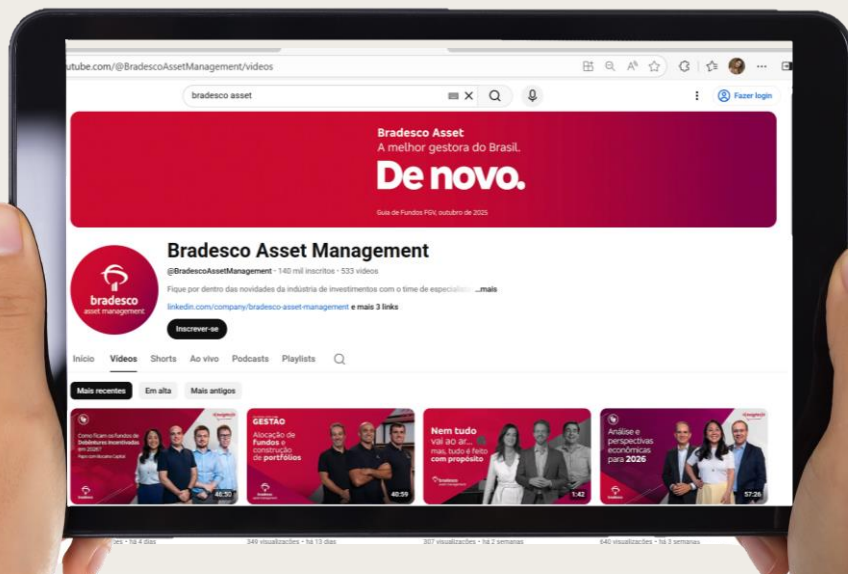 utube.com/@BradescoAssetManagement/videos
bradesco asset
Fazer login
Bradesco Asset
A melhor gestora do Brasil.
De novo.
Guia de Fundos FGV, outubro de 2025
bradesco
asset management
Bradesco Asset Management
@BradescoAssetManagement • 140 mil inscritos • 533 vídeos
Fique por dentro das novidades da indústria de investimentos com o time de especialis ...mais
linkedin.com/company/bradesco-asset-management e mais 3 links
Inscrever-se
Início Vídeos Shorts Ao vivo Podcasts Playlists
Mais recentes Em alta Mais antigos
Como ficam os fundos de
Debêntures Incentivadas
em 2026?
46:50
GESTÃO
Alocação de
fundos e
construção
de portfólios
40:59
Nem tudo
vai ao ar...
mas, tudo é feito
com propósito
bradesco
1:42
Análise e
perspectivas
econômicas
para 2026
57:26
há 4 dias
349 visualizações • há 13 dias
307 visualizações • há 2 semanas
640 visualizações • há 3 semanas